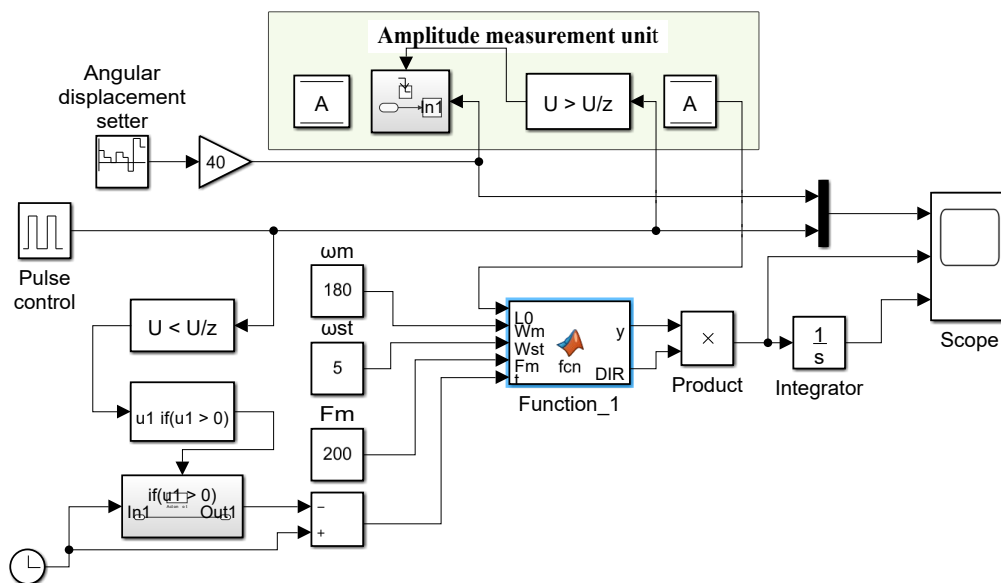 Amplitude measurement unit
Angular
displacement
setter
A
In1
U > U/z
A
40
Pulse
control
ωm
180
U < U/z
ωst
5
L0
Wm
Wst
Fm
t
fcn
y
DIR
Function_1
×
Product
1
s
Integrator
Scope
u1 if(u1 > 0)
Fm
200
if(u1 > 0)
In1
Out1
−
+